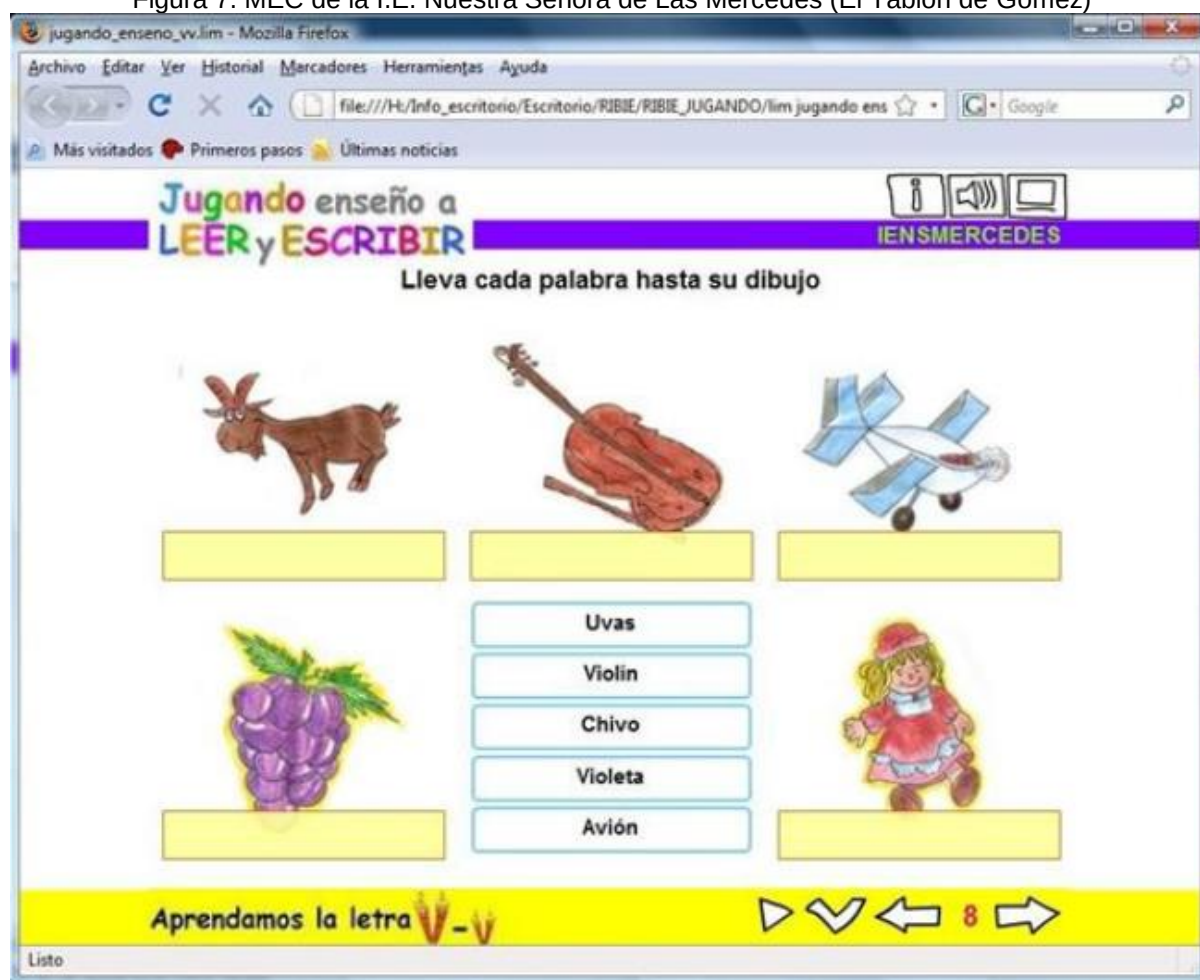 Figura 7. MEC de la I.E. Nuestra Señora de Las Mercedes (El Tablón de Gómez)
jugando_enseno_vv.lim - Mozilla Firefox
Archivo Editar Ver Historial Marcadores Herramientas Ayuda
file:///H:/Info_escritorio/Escritorio/RIBIE/RIBIE_JUGANDO/lim jugando ens
G Google
Más visitados Primeros pasos Últimas noticias
Jugando enseño a
LEER y ESCRIBIR
IENSMERCEDES
Lleva cada palabra hasta su dibujo
Uvas
Violin
Chivo
Violeta
Avión
Aprendamos la letra V - v
8
Listo